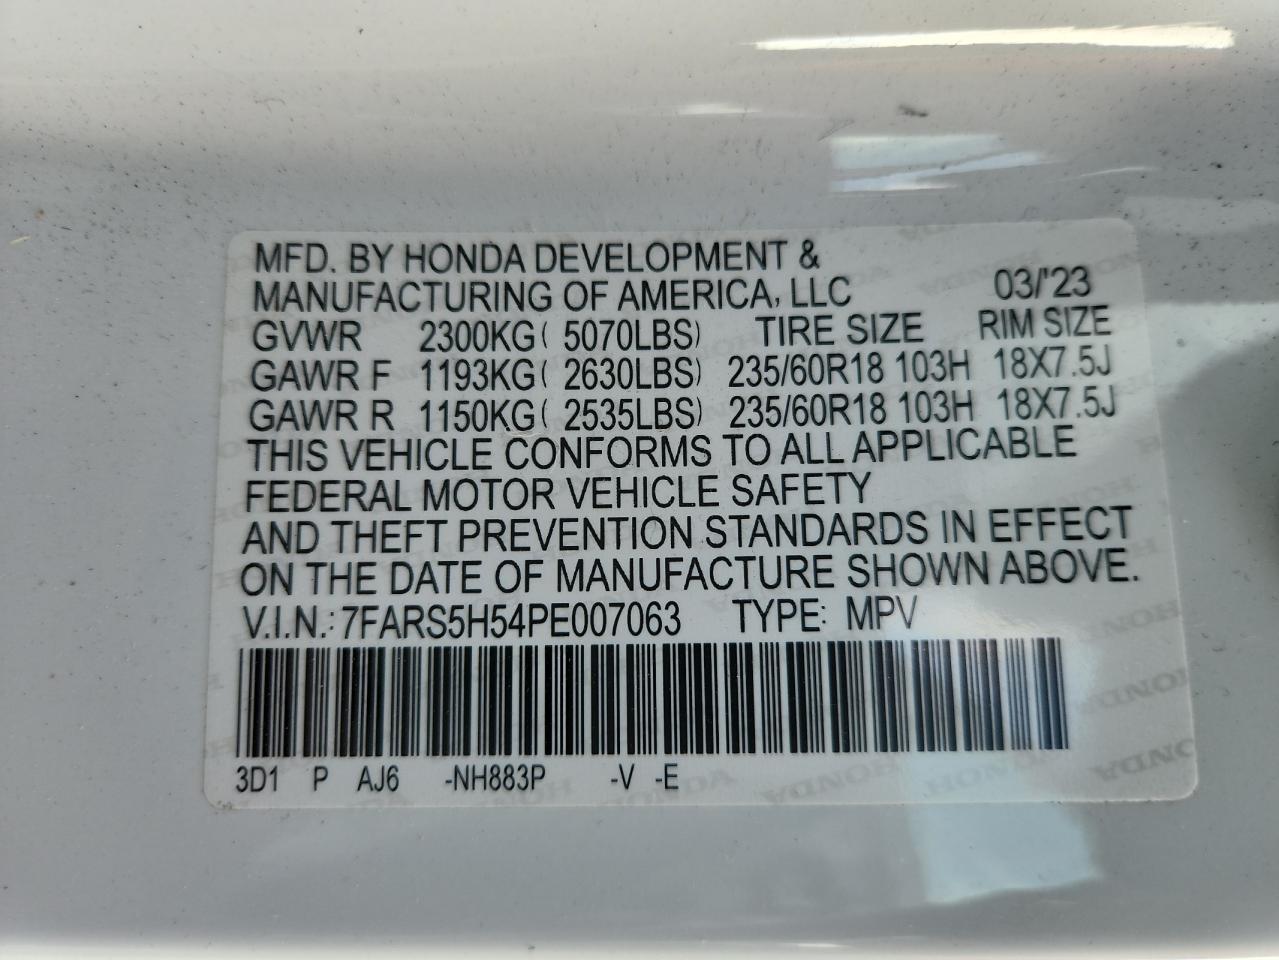 MFD. BY HONDA DEVELOPMENT &
MANUFACTURING OF AMERICA, LLC 03/'23
GVWR 2300KG( 5070LBS) TIRE SIZE RIM SIZE
GAWR F 1193KG( 2630LBS) 235/60R18 103H 18X7.5J
GAWR R 1150KG( 2535LBS) 235/60R18 103H 18X7.5J
THIS VEHICLE CONFORMS TO ALL APPLICABLE
FEDERAL MOTOR VEHICLE SAFETY
AND THEFT PREVENTION STANDARDS IN EFFECT
ON THE DATE OF MANUFACTURE SHOWN ABOVE.
V.I.N.: 7FARS5H54PE007063 TYPE: MPV
3D1 P AJ6 -NH883P -V -E